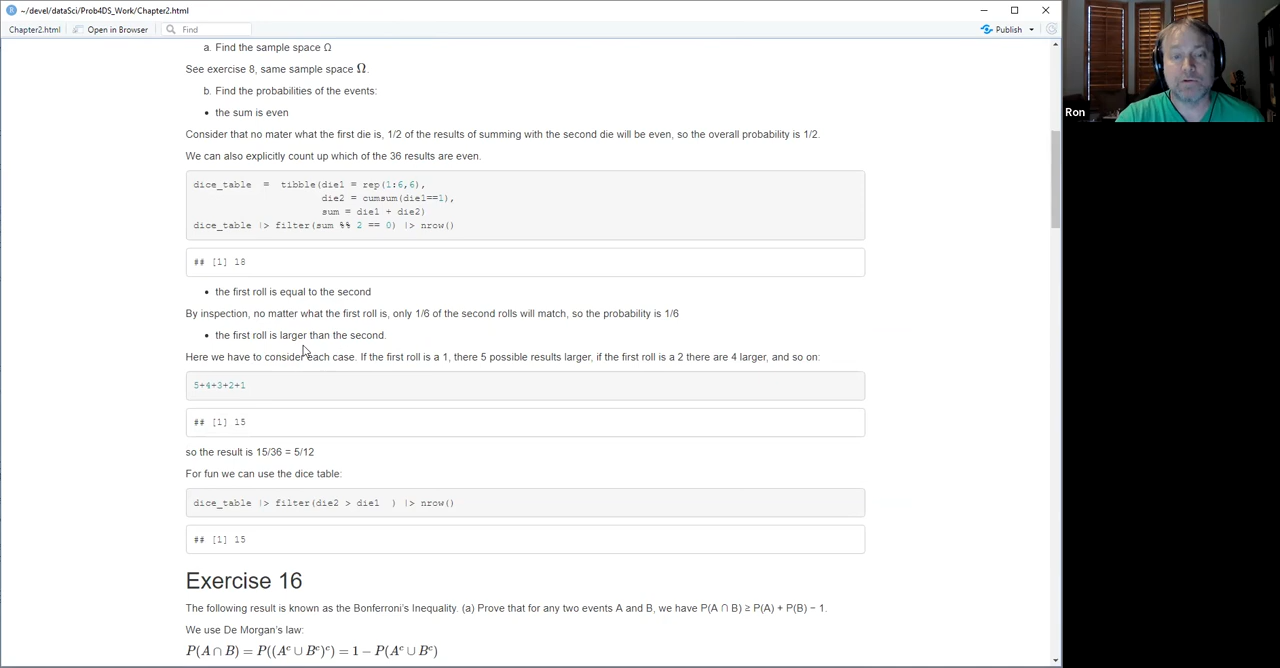 ~/devel/dataSci/Prob4DS_Work/Chapter2.html
Chapter2.html
Open in Browser
Find
Publish
a. Find the sample space Ω
See exercise 8, same sample space Ω.
b. Find the probabilities of the events:
• the sum is even
Consider that no mater what the first die is, 1/2 of the results of summing with the second die will be even, so the overall probability is 1/2.
We can also explicitly count up which of the 36 results are even.
dice_table = tibble(die1 = rep(1:6,6),
die2 = cumsum(die1==1),
sum = die1 + die2)
dice_table |> filter(sum %% 2 == 0) |> nrow()
## [1] 18
• the first roll is equal to the second
By inspection, no matter what the first roll is, only 1/6 of the second rolls will match, so the probability is 1/6
• the first roll is larger than the second.
Here we have to consider each case. If the first roll is a 1, there 5 possible results larger, if the first roll is a 2 there are 4 larger, and so on:
5+4+3+2+1
## [1] 15
so the result is 15/36 = 5/12
For fun we can use the dice table:
dice_table |> filter(die2 > die1 ) |> nrow()
## [1] 15
Exercise 16
The following result is known as the Bonferroni's Inequality. (a) Prove that for any two events A and B, we have P(A ∩ B) ≥ P(A) + P(B) − 1.
We use De Morgan's law:
P(A ∩ B) = P((Aᶜ ∪ Bᶜ)ᶜ) = 1 − P(Aᶜ ∪ Bᶜ)
Ron